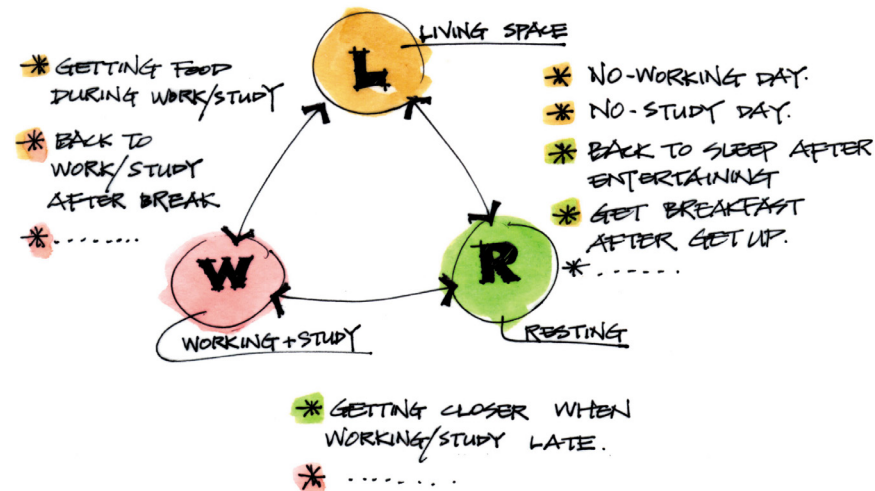 L
LIVING SPACE
* GETTING FOOD
DURING WORK/STUDY
* BACK TO
WORK/STUDY
AFTER BREAK
* .......
* NO-WORKING DAY.
* NO-STUDY DAY.
* BACK TO SLEEP AFTER
ENTERTAINING
* GET BREAKFAST
AFTER GET UP.
* ......
W
WORKING+STUDY
R
RESTING
* GETTING CLOSER WHEN
WORKING/STUDY LATE.
* ........